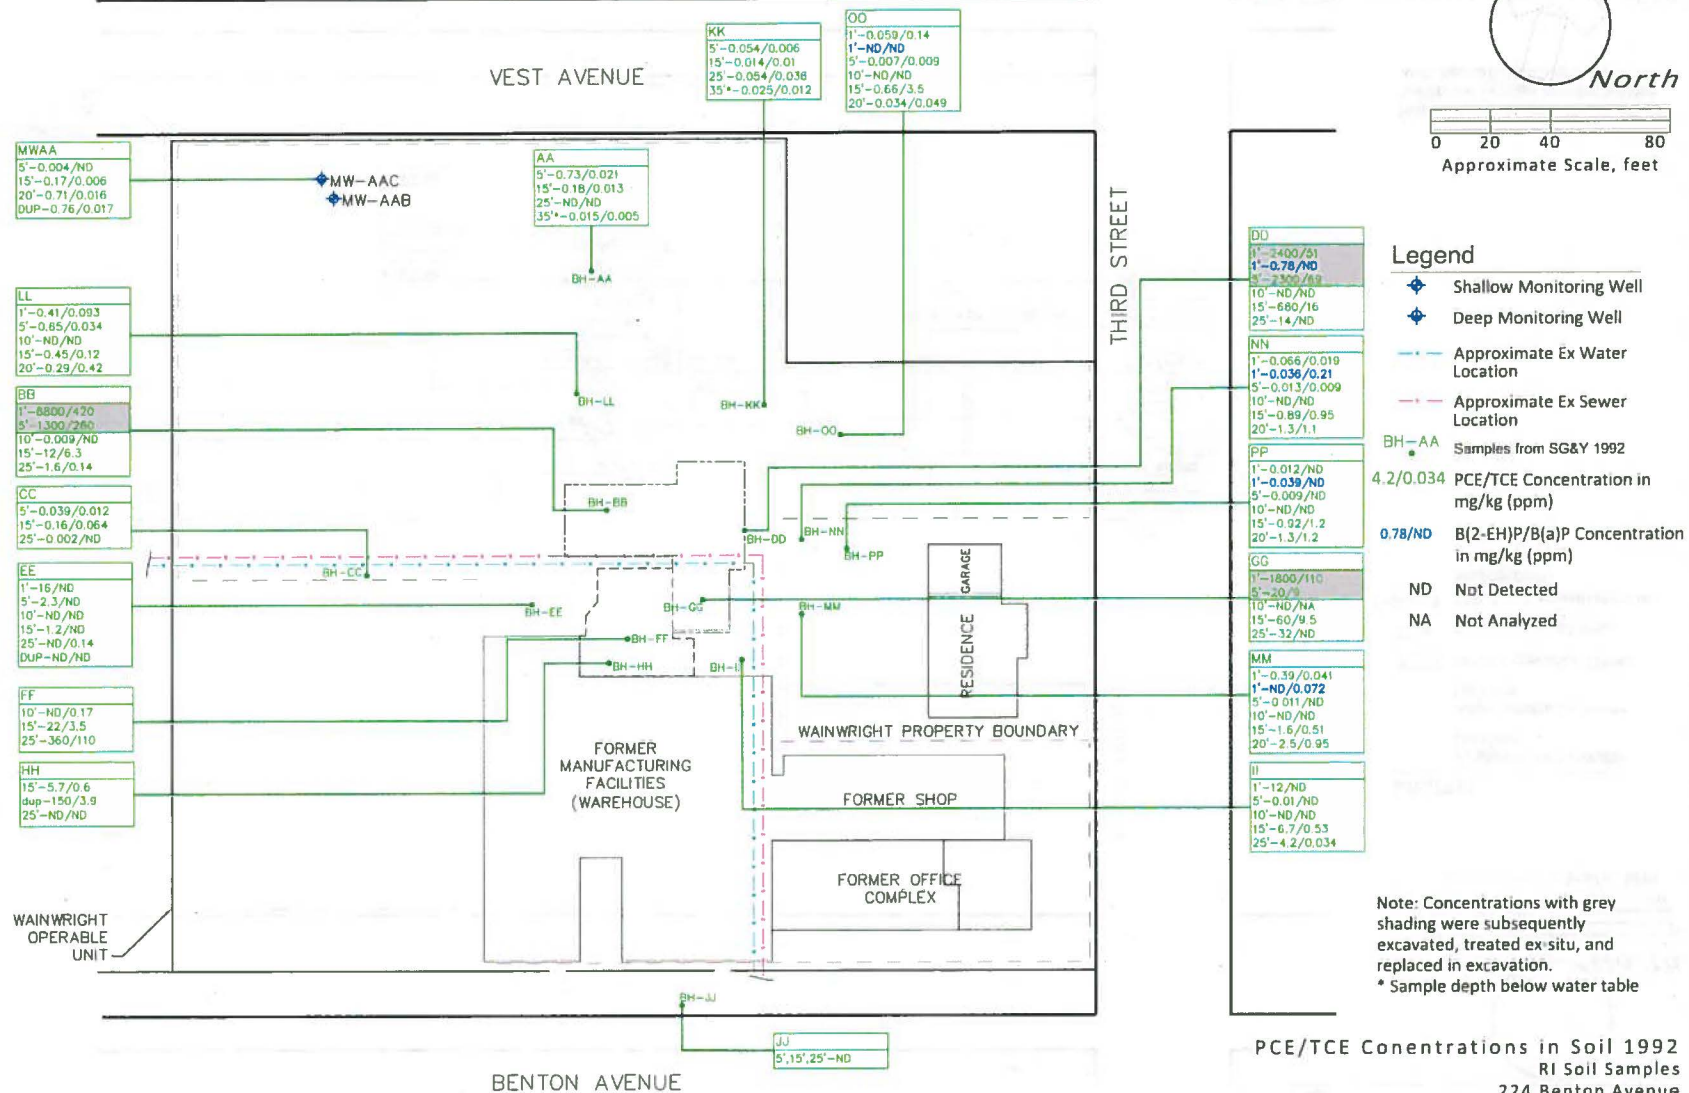 VEST AVENUE
KK
5'-0.054/0.006
15'-0.014/0.01
25'-0.054/0.036
35'*-0.025/0.012
OO
1'-0.059/0.14
1'-ND/ND
5'-0.007/0.009
10'-ND/ND
15'-0.66/3.5
20'-0.034/0.049
North
0 20 40 80
Approximate Scale, feet
MWAA
5'-0.004/ND
15'-0.17/0.006
20'-0.71/0.016
DUP-0.76/0.017
MW-AAC
MW-AAB
AA
5'-0.73/0.021
15'-0.18/0.013
25'-ND/ND
35'*-0.015/0.005
BH-AA
THIRD STREET
LL
1'-0.41/0.093
5'-0.65/0.034
10'-ND/ND
15'-0.45/0.12
20'-0.29/0.42
BH-LL
BH-KK
BH-OO
BB
1'-8800/420
5'-1300/260
10'-0.009/ND
15'-12/6.3
25'-1.6/0.14
BH-BB
CC
5'-0.039/0.012
15'-0.16/0.064
25'-0.002/ND
BH-CC
BH-DD
BH-NN
BH-PP
EE
1'-16/ND
5'-2.3/ND
10'-ND/ND
15'-1.2/ND
25'-ND/0.14
DUP-ND/ND
BH-EE
BH-GG
BH-MM
BH-FF
BH-HH
BH-II
FF
10'-ND/0.17
15'-22/3.5
25'-360/110
HH
15'-5.7/0.6
dup-150/3.9
25'-ND/ND
GARAGE
RESIDENCE
WAINWRIGHT PROPERTY BOUNDARY
FORMER
MANUFACTURING
FACILITIES
(WAREHOUSE)
FORMER SHOP
FORMER OFFICE
COMPLEX
WAINWRIGHT
OPERABLE
UNIT
BH-JJ
JJ
5',15',25'-ND
BENTON AVENUE
DD
1'-2400/51
1'-0.78/ND
5'-2300/69
10'-ND/ND
15'-680/16
25'-14/ND
NN
1'-0.066/0.019
1'-0.036/0.21
5'-0.013/0.009
10'-ND/ND
15'-0.89/0.95
20'-1.3/1.1
PP
1'-0.012/ND
1'-0.039/ND
5'-0.009/ND
10'-ND/ND
15'-0.92/1.2
20'-1.3/1.2
GG
1'-1800/110
5'-20/9
10'-ND/NA
15'-60/9.5
25'-32/ND
MM
1'-0.39/0.041
1'-ND/0.072
5'-0.011/ND
10'-ND/ND
15'-1.6/0.51
20'-2.5/0.95
II
1'-12/ND
5'-0.01/ND
10'-ND/ND
15'-6.7/0.53
25'-4.2/0.034
Legend
Shallow Monitoring Well
Deep Monitoring Well
Approximate Ex Water
Location
Approximate Ex Sewer
Location
BH-AA Samples from SG&Y 1992
4.2/0.034 PCE/TCE Concentration in
mg/kg (ppm)
0.78/ND B(2-EH)P/B(a)P Concentration
in mg/kg (ppm)
ND Not Detected
NA Not Analyzed
Note: Concentrations with grey
shading were subsequently
excavated, treated ex situ, and
replaced in excavation.
* Sample depth below water table
PCE/TCE Conentrations in Soil 1992
RI Soil Samples
224 Benton Avenue